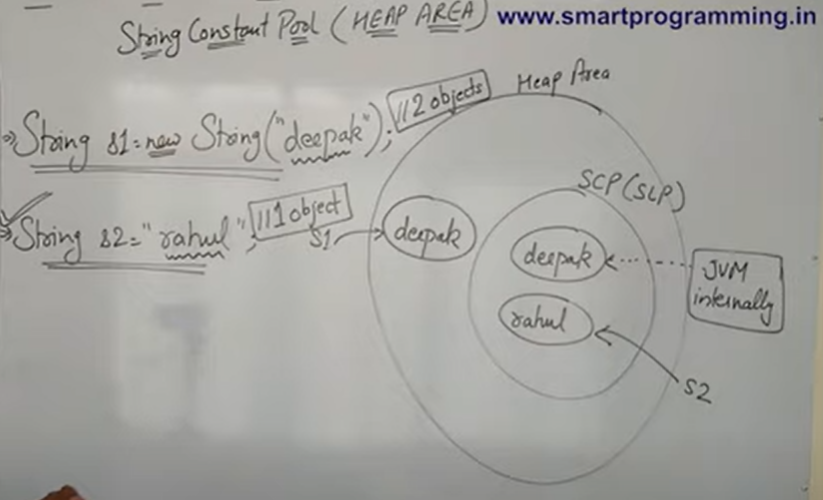 String Constant Pool (HEAP AREA)
www.smartprogramming.in
Heap Area
String s1 = new String("deepak"); //2 objects
SCP (SLP)
String s2 = "rahul"; //1 object
S1
deepak
deepak
JVM
internally
rahul
S2